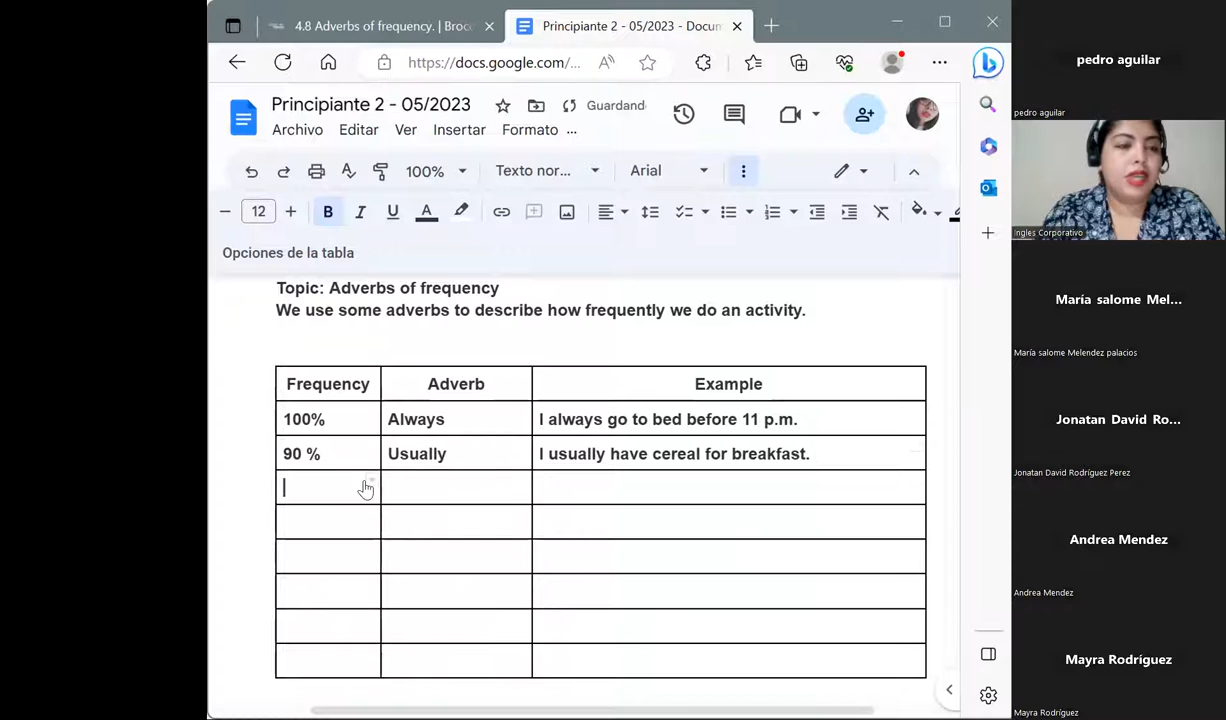 4.8 Adverbs of frequency. | Broc
Principiante 2 - 05/2023 - Docum
https://docs.google.com/...
Principiante 2 - 05/2023
Guardand
Archivo Editar Ver Insertar Formato ...
100% Texto nor... Arial
12
Opciones de la tabla
Topic: Adverbs of frequency
We use some adverbs to describe how frequently we do an activity.
Frequency Adverb Example
100% Always I always go to bed before 11 p.m.
90 % Usually I usually have cereal for breakfast.
pedro aguilar
pedro aguilar
Ingles Corporativo
María salome Mel...
María salome Melendez palacios
Jonatan David Ro...
Jonatan David Rodríguez Perez
Andrea Mendez
Andrea Mendez
Mayra Rodríguez
Mayra Rodríguez